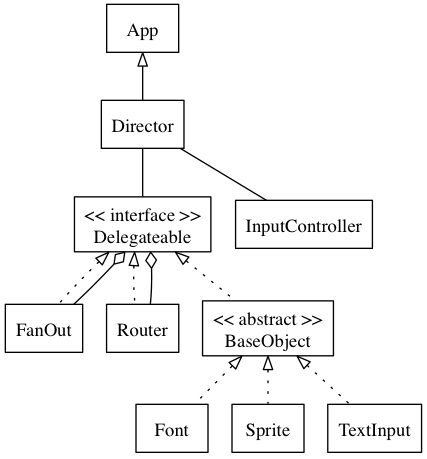 App
Director
<< interface >>
Delegateable
InputController
FanOut
Router
<< abstract >>
BaseObject
Font
Sprite
TextInput